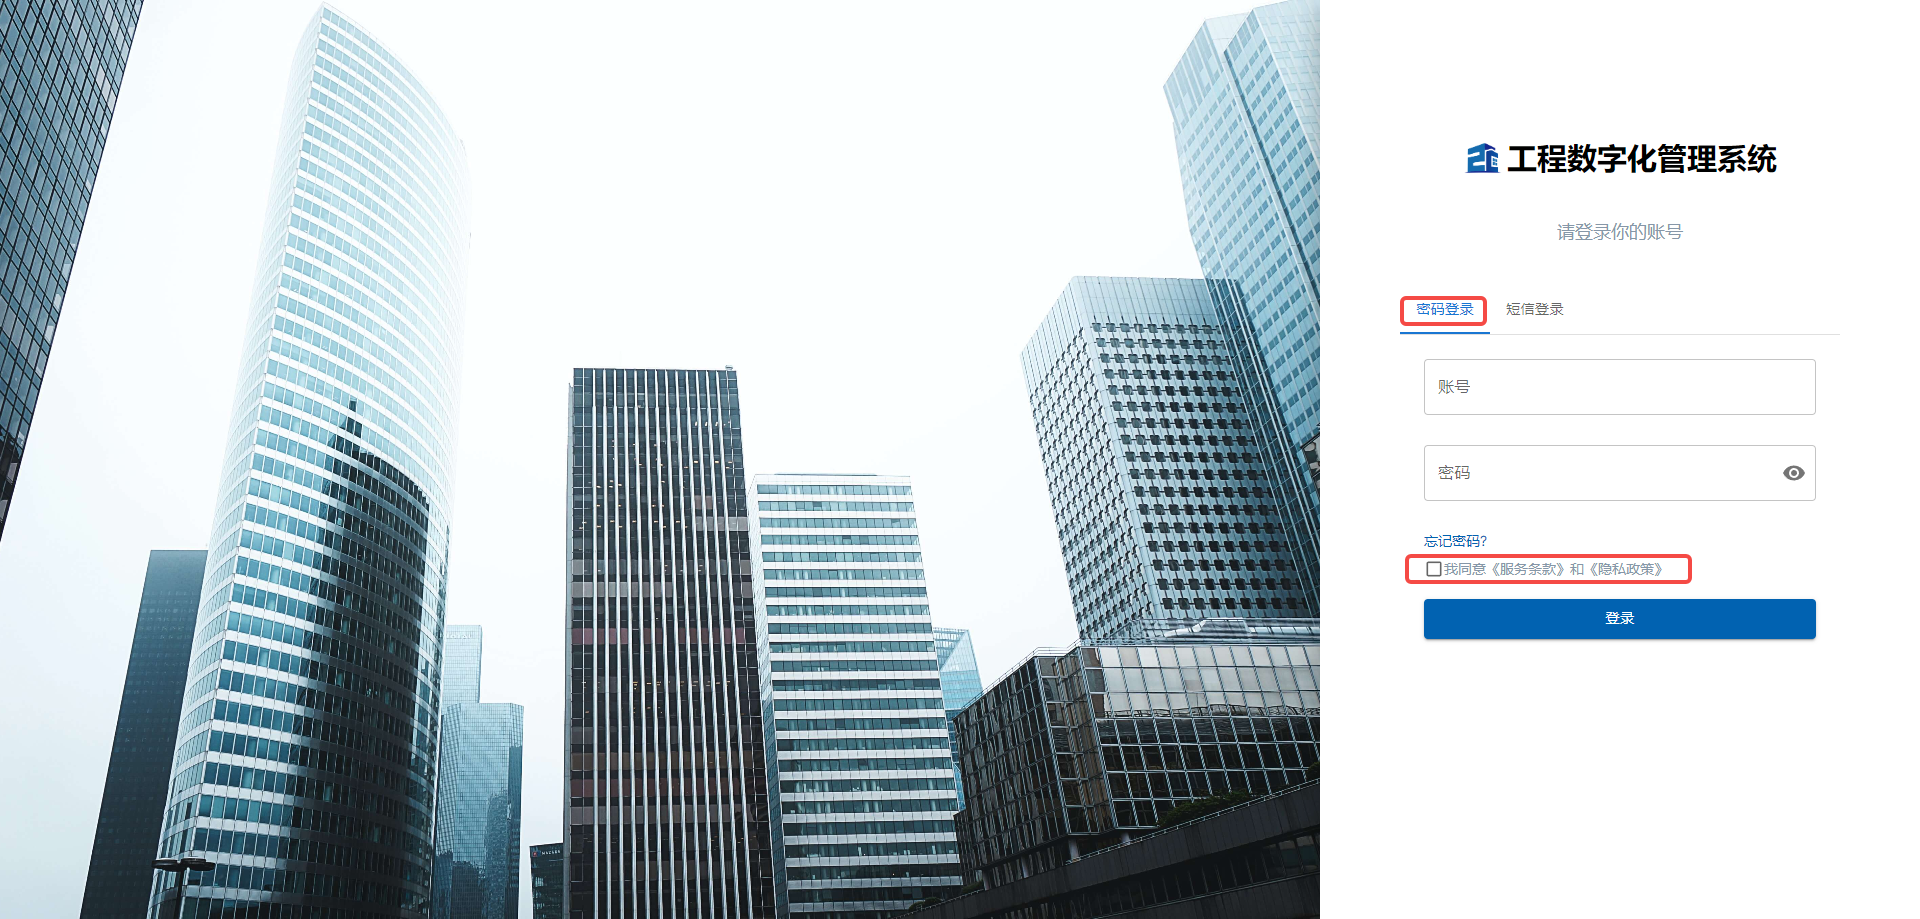 工程数字化管理系统
请登录你的账号
密码登录 短信登录
账号
密码
忘记密码?
我同意《服务条款》和《隐私政策》
登录